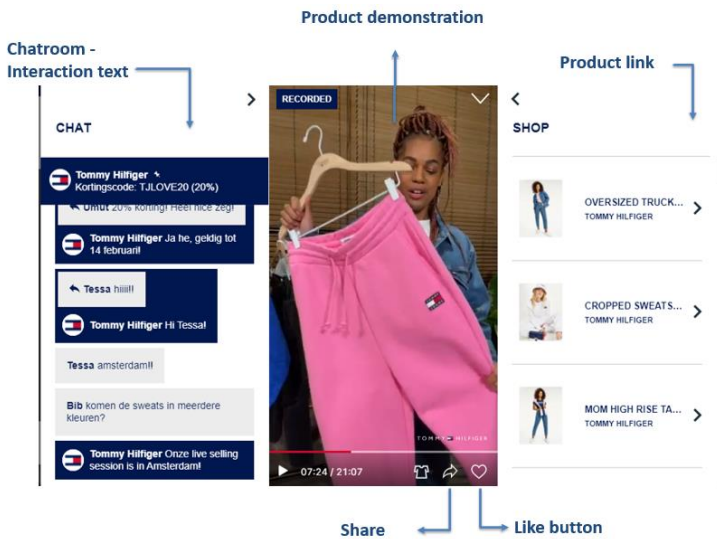 Product demonstration
Chatroom -
Interaction text
Product link
CHAT
Tommy Hilfiger
Kortingscode: TJLOVE20 (20%)
Umut 20% korting! Heel nice zeg!
Tommy Hilfiger Ja he, geldig tot
14 februari!
Tessa hiiii!!
Tommy Hilfiger Hi Tessa!
Tessa amsterdam!!
Bib komen de sweats in meerdere
kleuren?
Tommy Hilfiger Onze live selling
session is in Amsterdam!
RECORDED
TOMMY HILFIGER
07:24 / 21:07
SHOP
OVERSIZED TRUCK...
TOMMY HILFIGER
CROPPED SWEATS...
TOMMY HILFIGER
MOM HIGH RISE TA...
TOMMY HILFIGER
Share
Like button